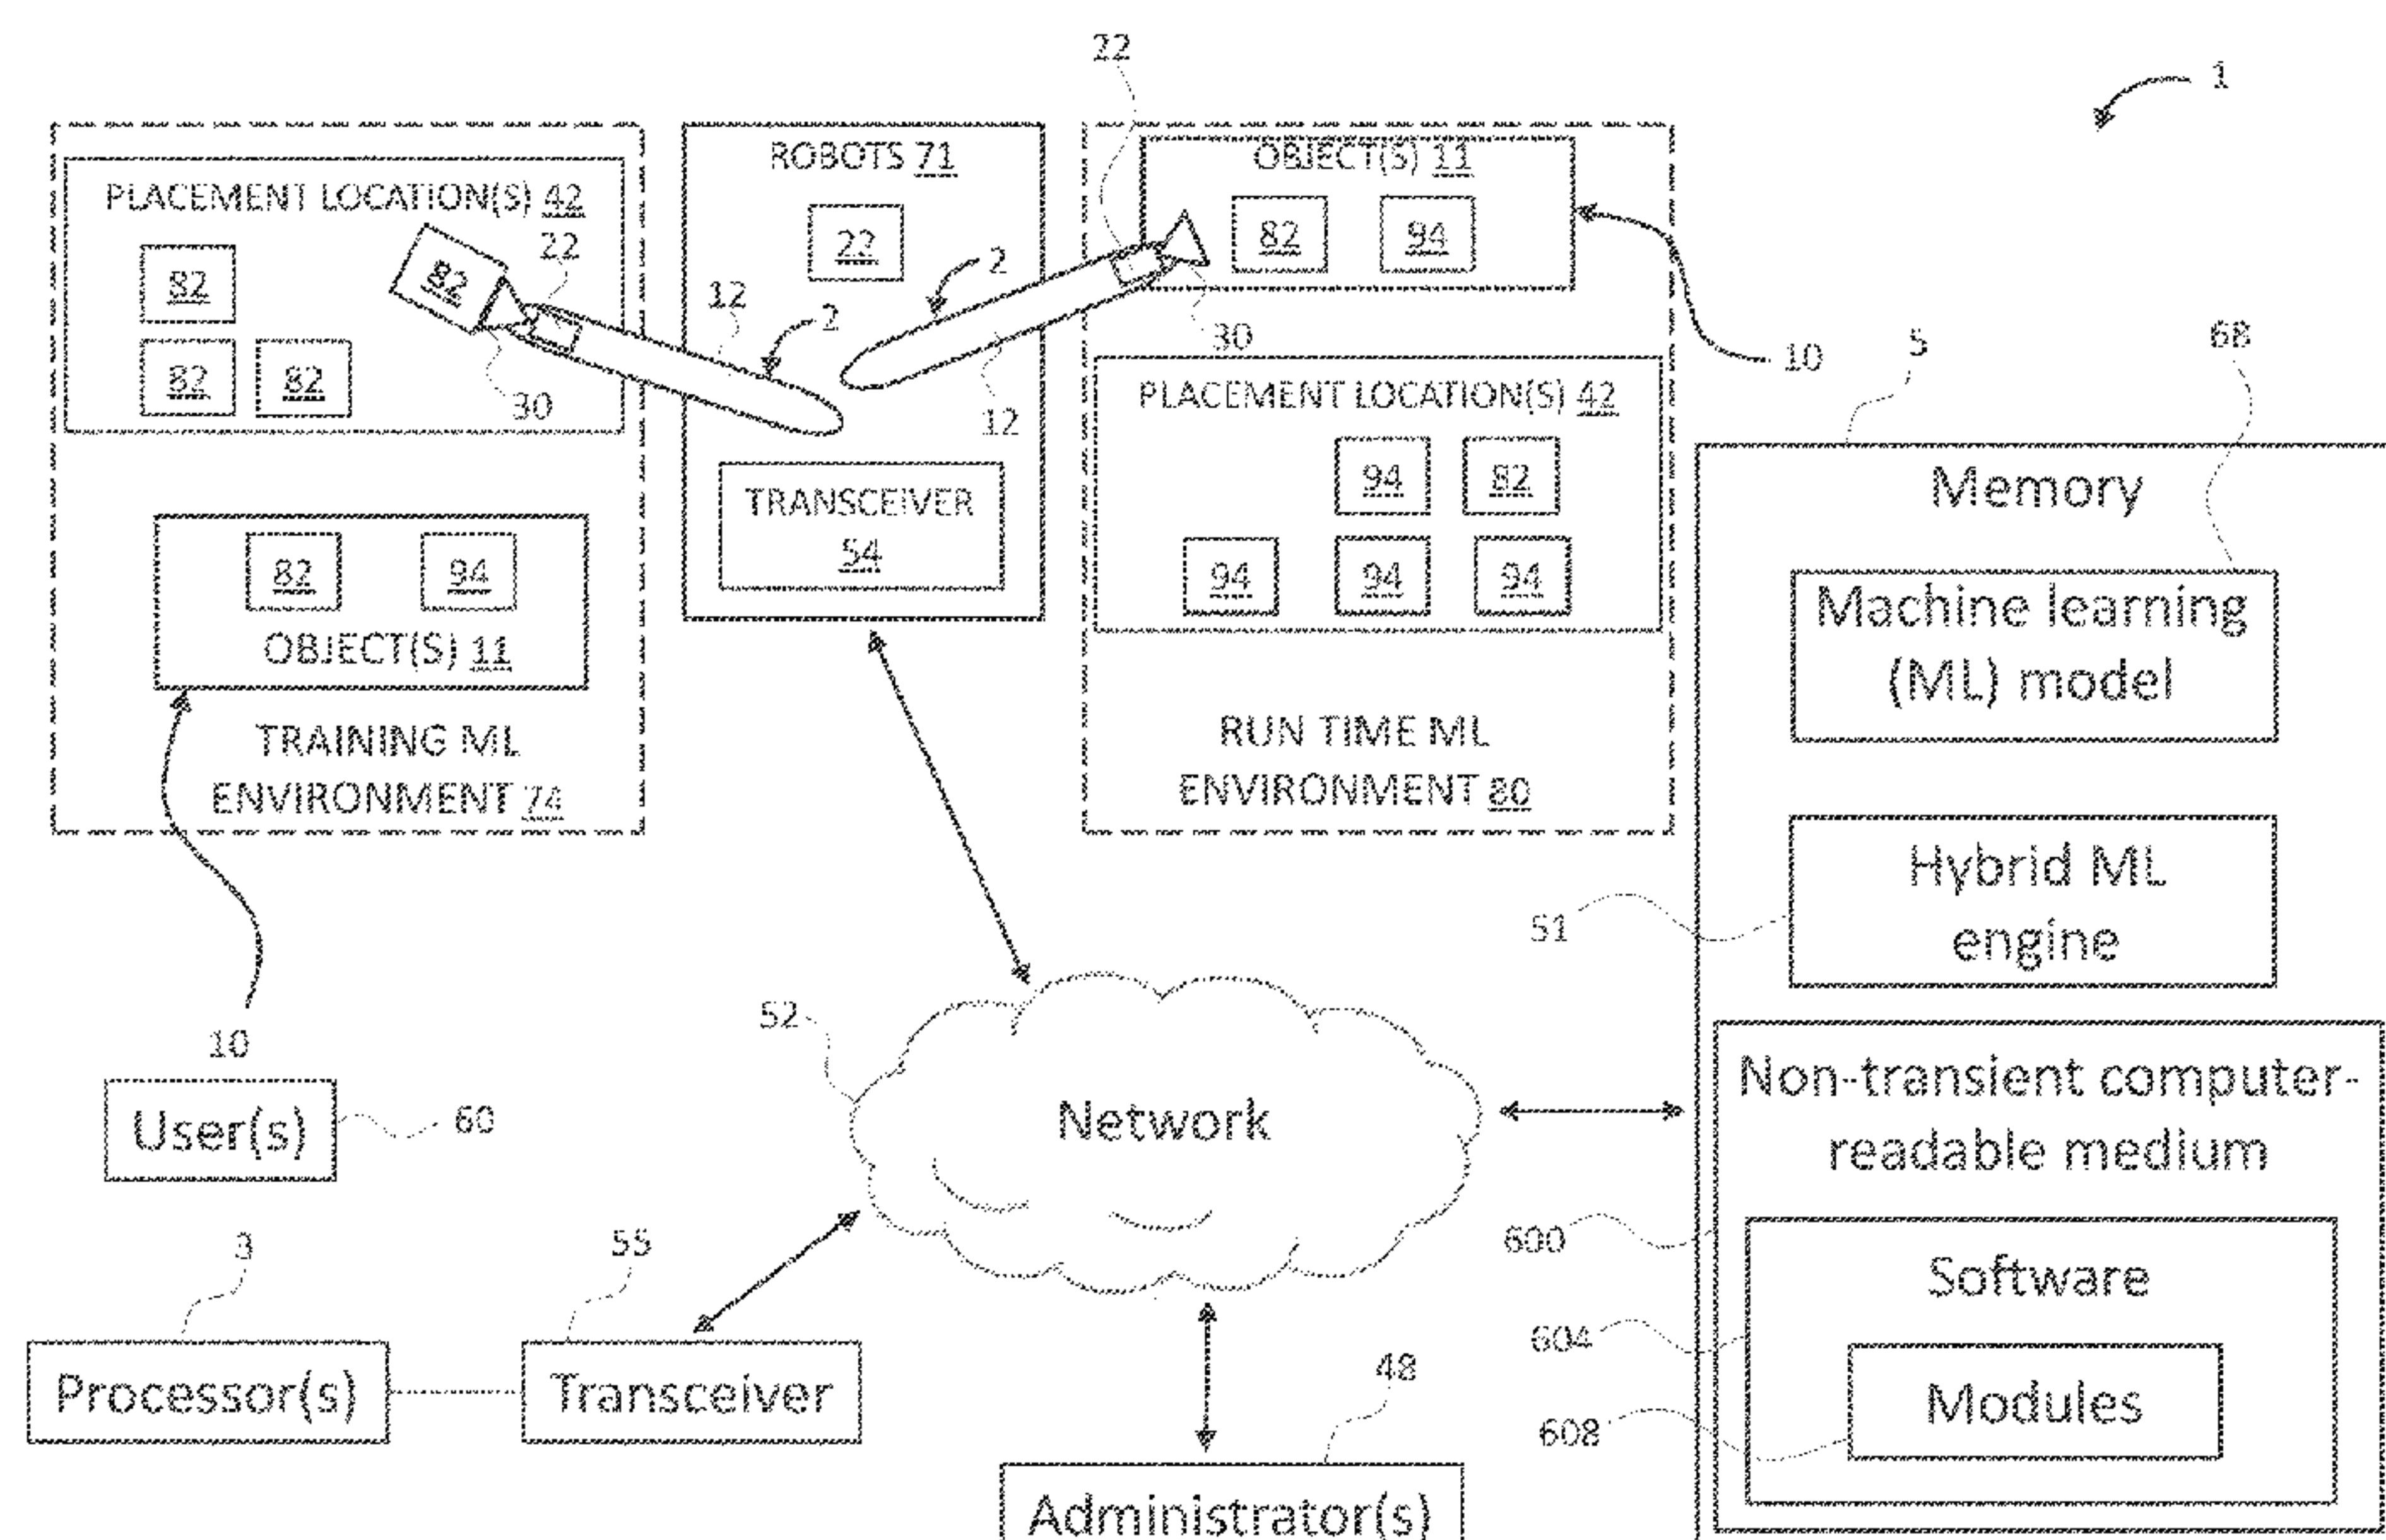 22
1
ROBOTS 71
OBJECT(S) 11
PLACEMENT LOCATION(S) 42
22
22
82
94
82
82
2
2
12
30
10
5
68
82
82
30
12
PLACEMENT LOCATION(S) 42
94
82
Memory
TRANSCEIVER
54
82
94
94
94
94
Machine learning
(ML) model
OBJECT(S) 11
TRAINING ML
ENVIRONMENT 74
RUN TIME ML
ENVIRONMENT 80
Hybrid ML
engine
51
52
10
User(s)
60
Network
Non-transient computer-
readable medium
600
3
55
Software
604
Processor(s)
Transceiver
48
Modules
608
Administrator(s)